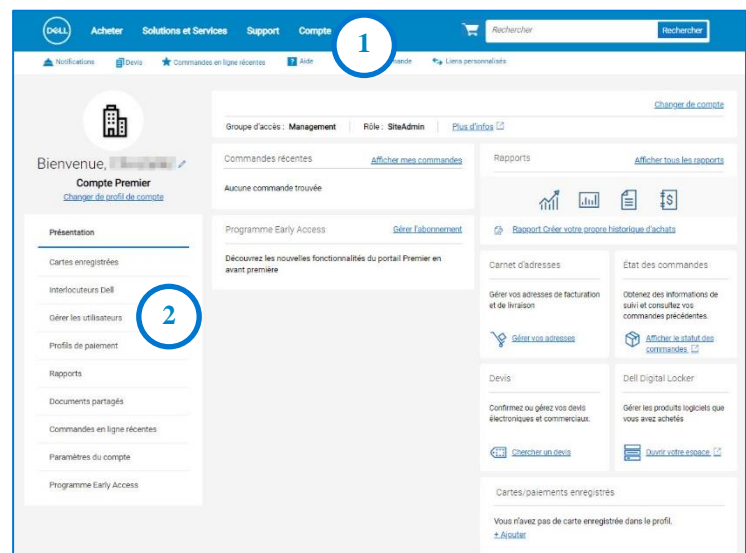 DELL
Acheter
Solutions et Services
Support
Compte
1
Rechercher
Rechercher
Notifications
Devis
Commandes en ligne récentes
Aide
Liens personnalisés
Changer de compte
Groupe d'accès : Management
Rôle : SiteAdmin
Plus d'infos
Bienvenue,
Compte Premier
Changer de profil de compte
Commandes récentes
Afficher mes commandes
Aucune commande trouvée
Rapports
Afficher tous les rapports
Rapport Créer votre propre historique d'achats
Présentation
Cartes enregistrées
Interlocuteurs Dell
Gérer les utilisateurs
2
Profils de paiement
Rapports
Documents partagés
Commandes en ligne récentes
Paramètres du compte
Programme Early Access
Programme Early Access
Gérer l'abonnement
Découvrez les nouvelles fonctionnalités du portail Premier en
avant première
Carnet d'adresses
Gérer vos adresses de facturation
et de livraison
Gérer vos adresses
État des commandes
Obtenez des informations de
suivi et consultez vos
commandes précédentes.
Afficher le statut des
commandes
Devis
Confirmez ou gérez vos devis
électroniques et commerciaux.
Chercher un devis
Dell Digital Locker
Gérer les produits logiciels que
vous avez achetés
Ouvrir votre espace
Cartes/paiements enregistrés
Vous n'avez pas de carte enregistrée dans le profil.
+ Ajouter